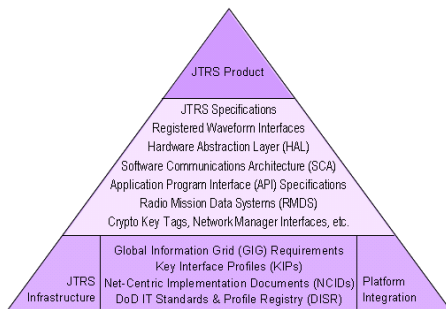 JTRS Product
JTRS Specifications
Registered Waveform Interfaces
Hardware Abstraction Layer (HAL)
Software Communications Architecture (SCA)
Application Program Interface (API) Specifications
Radio Mission Data Systems (RMDS)
Crypto Key Tags, Network Manager Interfaces, etc.
JTRS
Infrastructure
Global Information Grid (GIG) Requirements
Key Interface Profiles (KIPs)
Net-Centric Implementation Documents (NCIDs)
DoD IT Standards & Profile Registry (DISR)
Platform
Integration